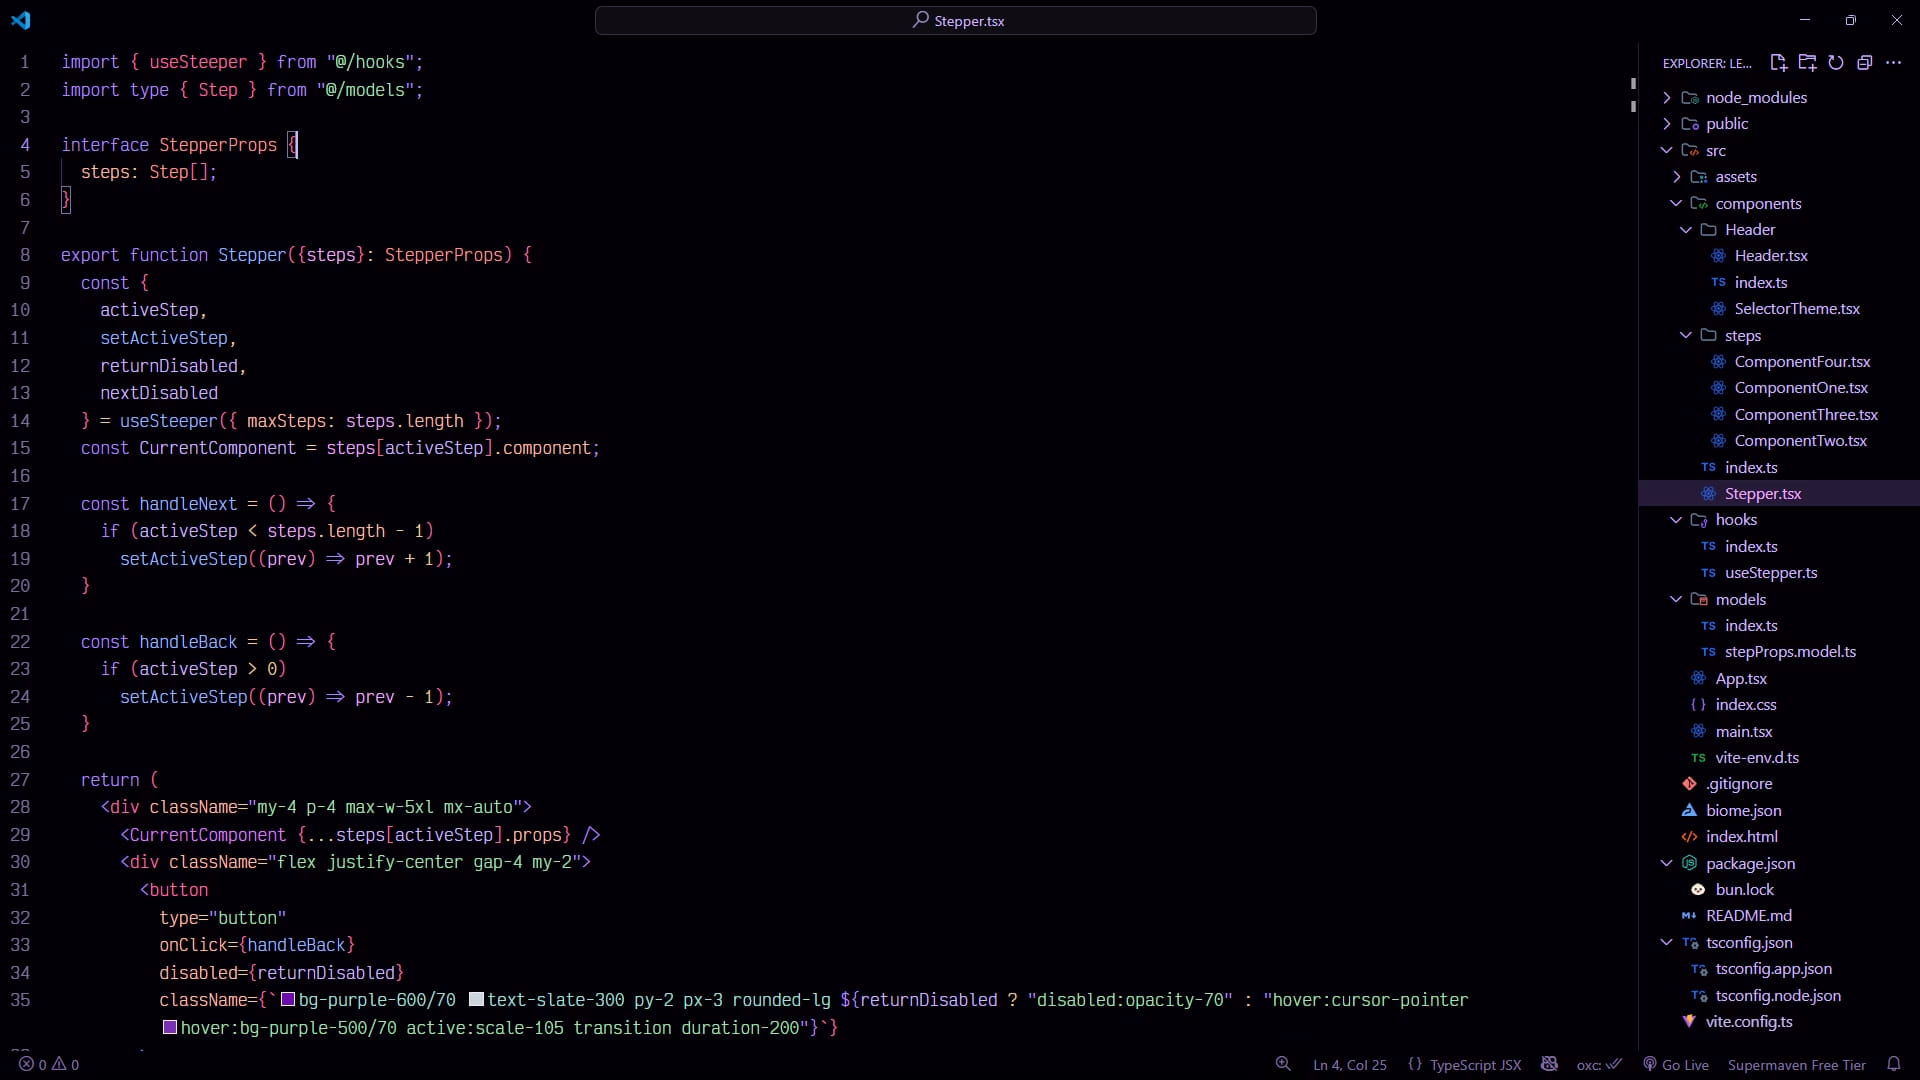 Stepper.tsx
1 import { useSteeper } from "@/hooks";
2 import type { Step } from "@/models";
3
4 interface StepperProps {
5   steps: Step[];
6 }
7
8 export function Stepper({steps}: StepperProps) {
9   const {
10     activeStep,
11     setActiveStep,
12     returnDisabled,
13     nextDisabled
14   } = useSteeper({ maxSteps: steps.length });
15   const CurrentComponent = steps[activeStep].component;
16
17   const handleNext = () => {
18     if (activeStep < steps.length - 1)
19       setActiveStep((prev) => prev + 1);
20   }
21
22   const handleBack = () => {
23     if (activeStep > 0)
24       setActiveStep((prev) => prev - 1);
25   }
26
27   return (
28     <div className="my-4 p-4 max-w-5xl mx-auto">
29       <CurrentComponent {...steps[activeStep].props} />
30       <div className="flex justify-center gap-4 my-2">
31         <button
32           type="button"
33           onClick={handleBack}
34           disabled={returnDisabled}
35           className={`bg-purple-600/70 text-slate-300 py-2 px-3 rounded-lg ${returnDisabled ? "disabled:opacity-70" : "hover:cursor-pointer
hover:bg-purple-500/70 active:scale-105 transition duration-200"}`}
EXPLORER: LE...
node_modules
public
src
assets
components
Header
Header.tsx
TS index.ts
SelectorTheme.tsx
steps
ComponentFour.tsx
ComponentOne.tsx
ComponentThree.tsx
ComponentTwo.tsx
TS index.ts
Stepper.tsx
hooks
TS index.ts
TS useStepper.ts
models
TS index.ts
TS stepProps.model.ts
App.tsx
{ } index.css
main.tsx
TS vite-env.d.ts
.gitignore
biome.json
index.html
package.json
bun.lock
README.md
tsconfig.json
tsconfig.app.json
tsconfig.node.json
vite.config.ts
0 0
Ln 4, Col 25
{ } TypeScript JSX
oxc:
Go Live
Supermaven Free Tier